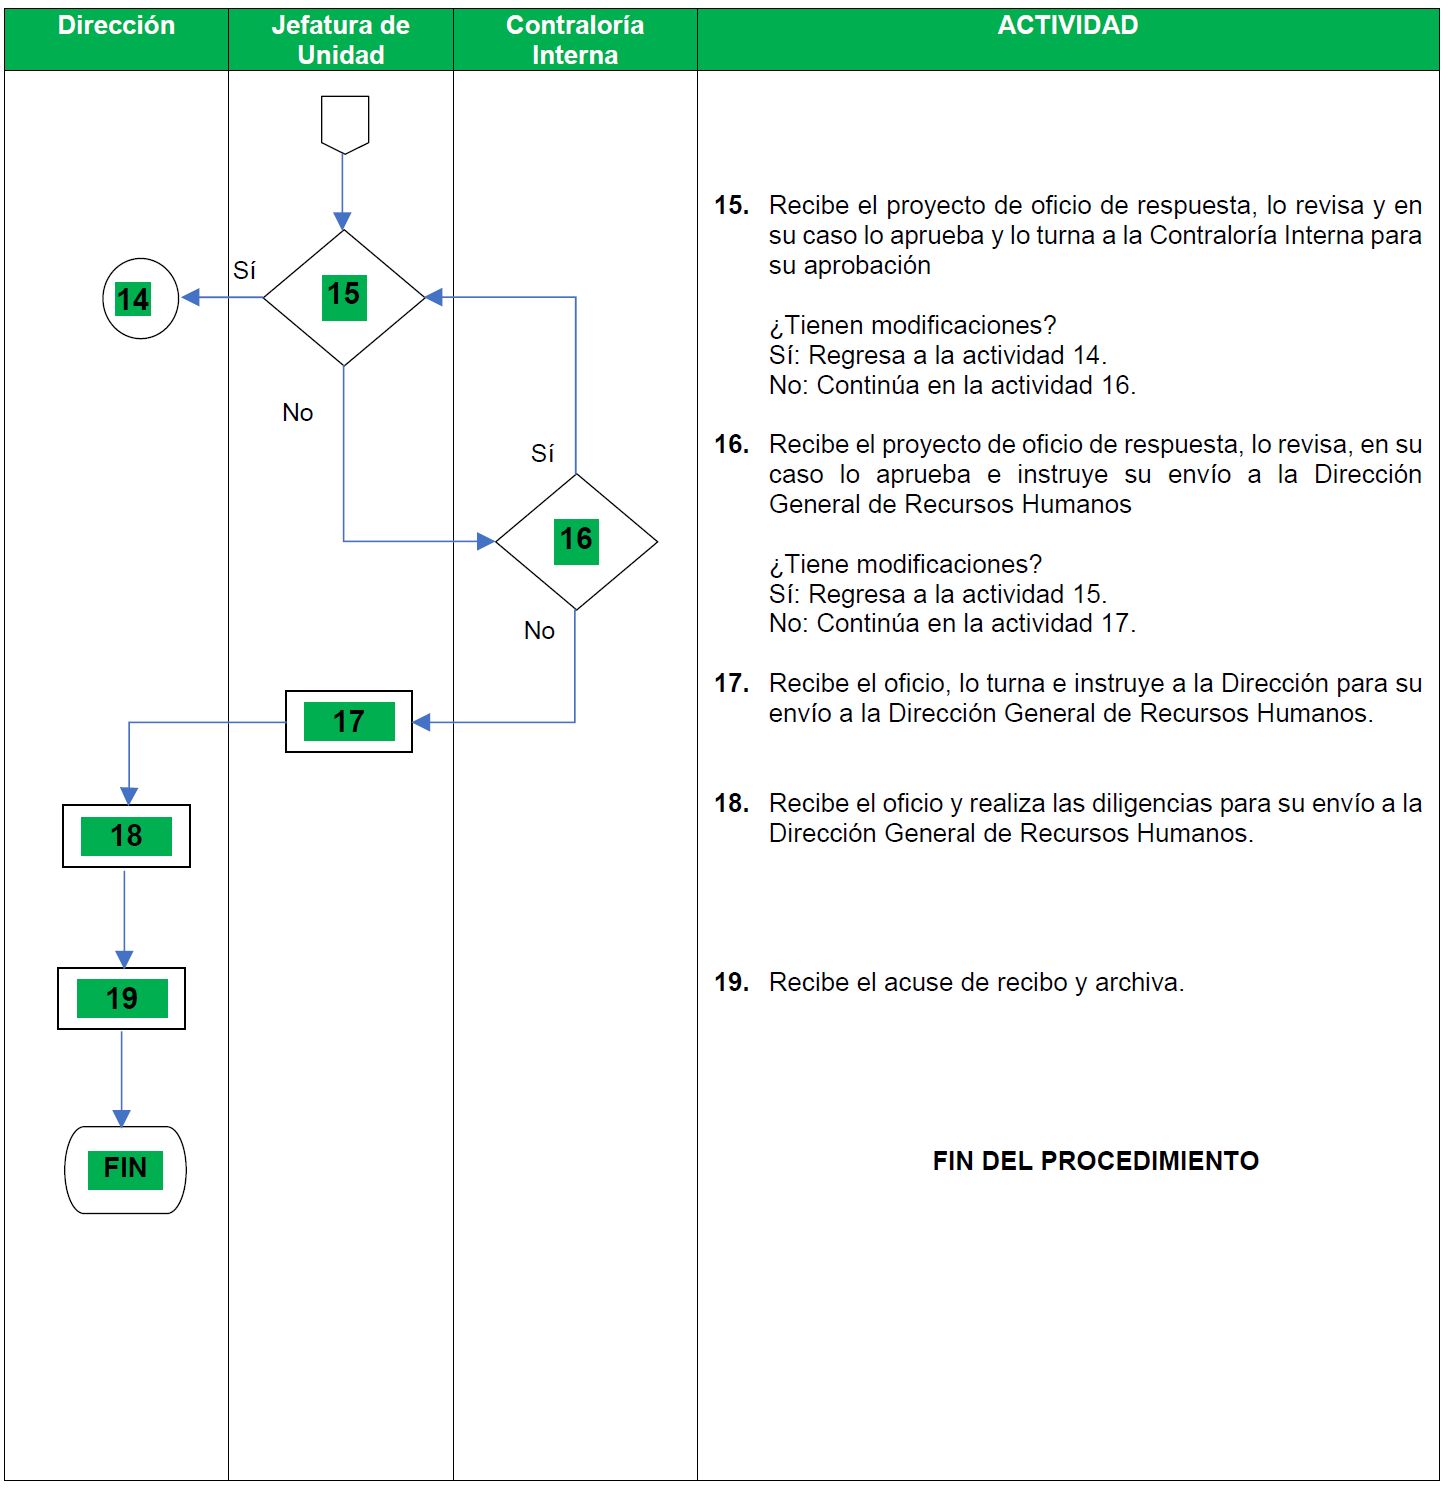 Dirección
Jefatura de
Unidad
Contraloría
Interna
ACTIVIDAD
14
Sí
15
No
Sí
16
No
17
18
19
FIN
15. Recibe el proyecto de oficio de respuesta, lo revisa y en
su caso lo aprueba y lo turna a la Contraloría Interna para
su aprobación
¿Tienen modificaciones?
Sí: Regresa a la actividad 14.
No: Continúa en la actividad 16.
16. Recibe el proyecto de oficio de respuesta, lo revisa, en su
caso lo aprueba e instruye su envío a la Dirección
General de Recursos Humanos
¿Tiene modificaciones?
Sí: Regresa a la actividad 15.
No: Continúa en la actividad 17.
17. Recibe el oficio, lo turna e instruye a la Dirección para su
envío a la Dirección General de Recursos Humanos.
18. Recibe el oficio y realiza las diligencias para su envío a la
Dirección General de Recursos Humanos.
19. Recibe el acuse de recibo y archiva.
FIN DEL PROCEDIMIENTO